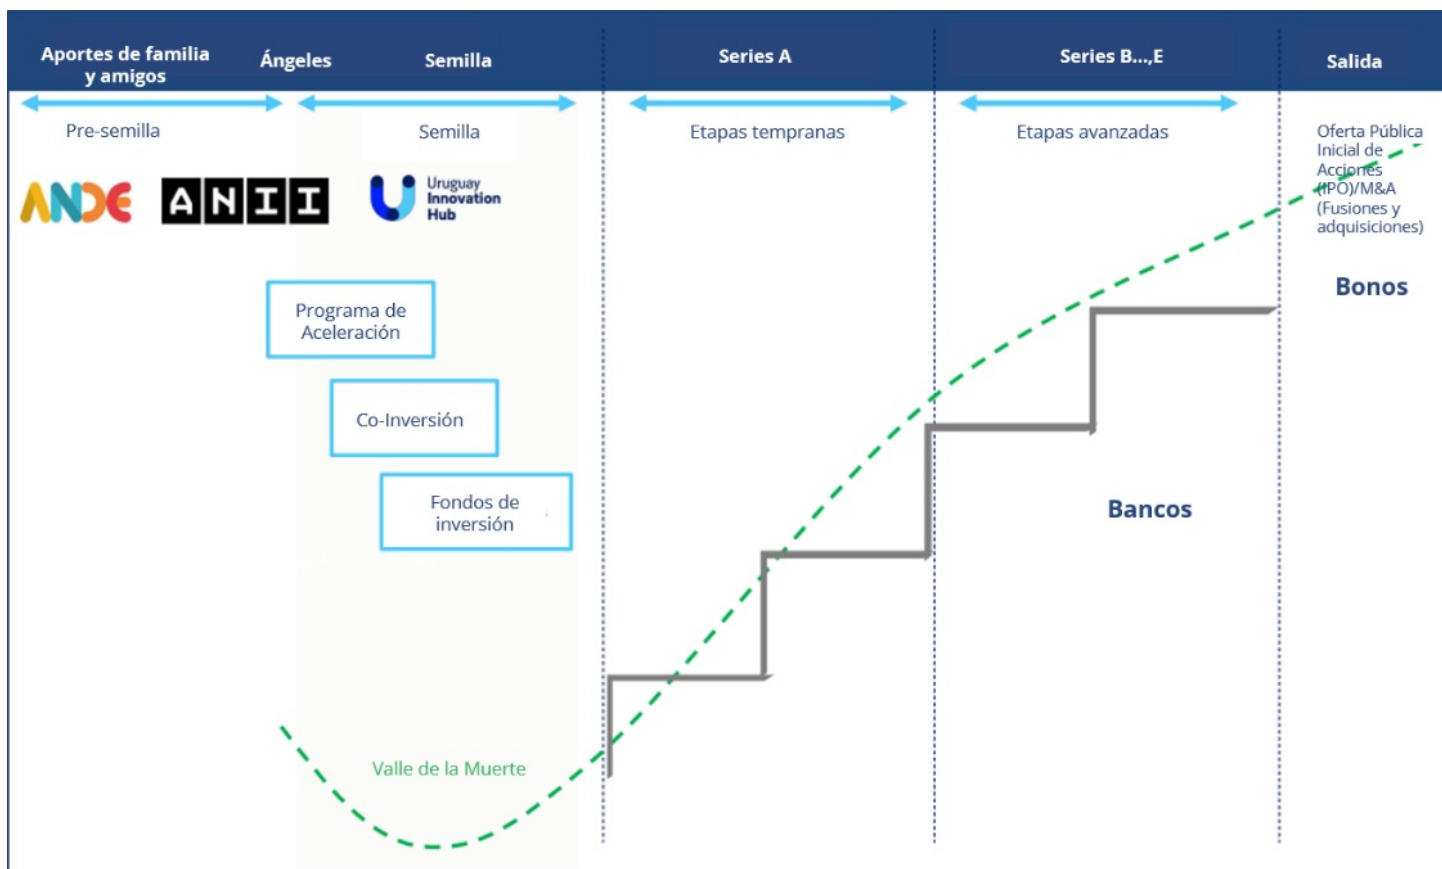 Aportes de familia
y amigos
Ángeles
Semilla
Series A
Series B...,E
Salida
Pre-semilla
Semilla
Etapas tempranas
Etapas avanzadas
Oferta Pública
Inicial de
Acciones
(IPO)/M&A
(Fusiones y
adquisiciones)
ANDE
ANII
Uruguay
Innovation
Hub
Programa de
Aceleración
Bonos
Co-Inversión
Fondos de
inversión
Bancos
Valle de la Muerte